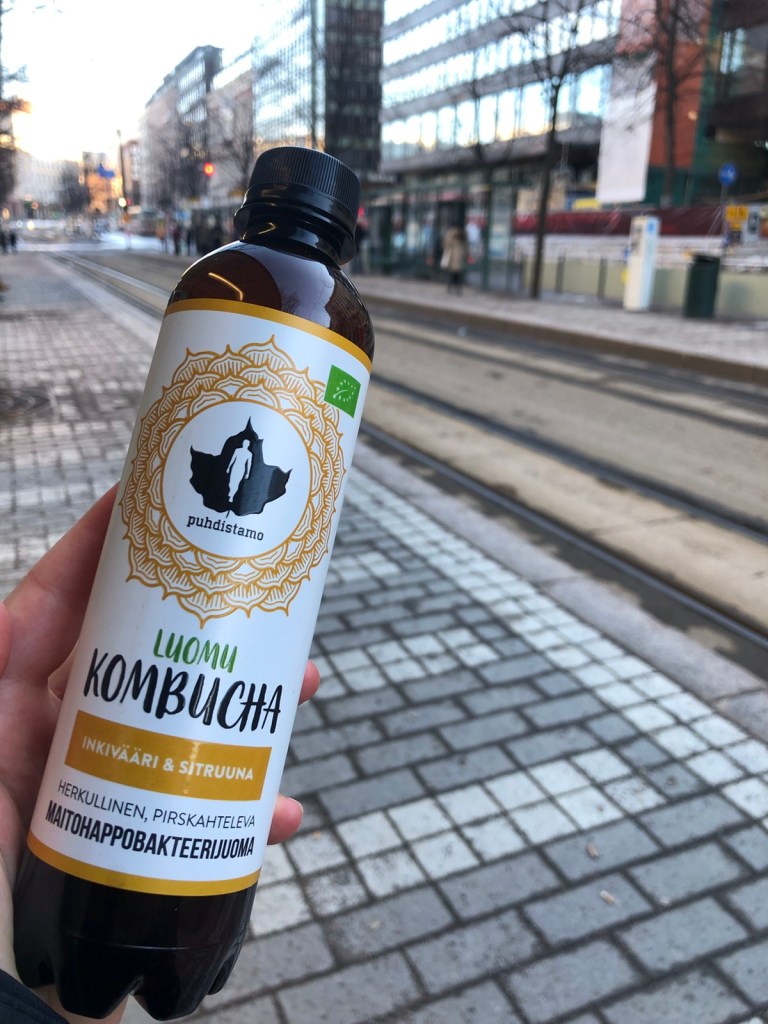 puhdistamo
LUOMU
KOMBUCHA
INKIVÄÄRI & SITRUUNA
HERKULLINEN, PIRSKAHTELEVA
MAITOHAPPOBAKTEERIJUOMA